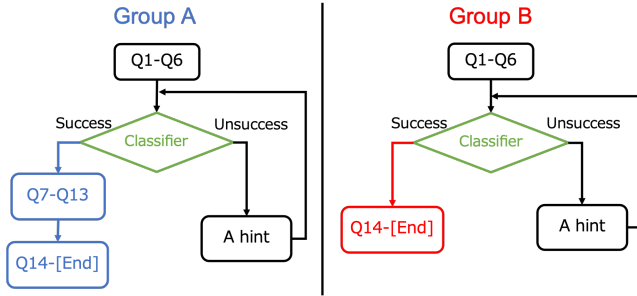 Group A
Q1-Q6
Success
Unsuccess
Classifier
Q7-Q13
A hint
Q14-[End]
Group B
Q1-Q6
Success
Unsuccess
Classifier
Q14-[End]
A hint